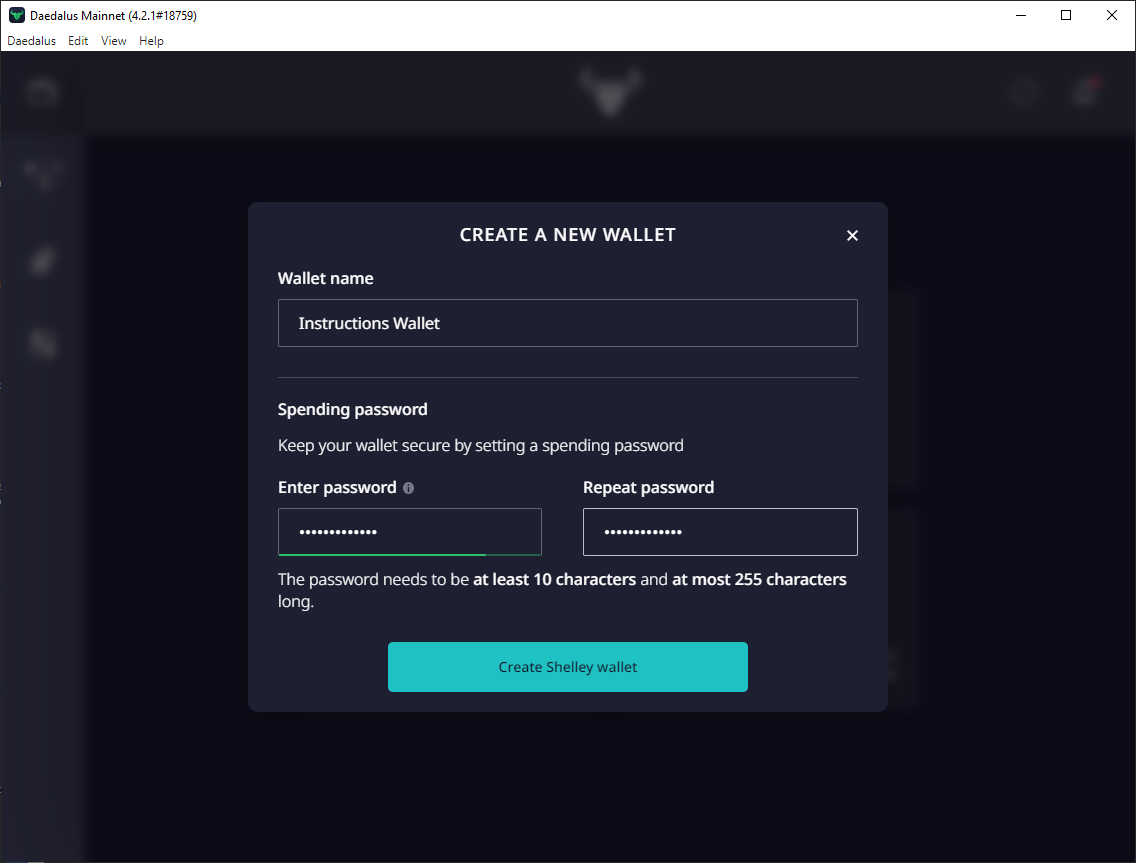 Daedalus Mainnet (4.2.1#18759)
Daedalus Edit View Help
CREATE A NEW WALLET
Wallet name
Instructions Wallet
Spending password
Keep your wallet secure by setting a spending password
Enter password Repeat password
••••••••••••• •••••••••••••
The password needs to be at least 10 characters and at most 255 characters
long.
Create Shelley wallet